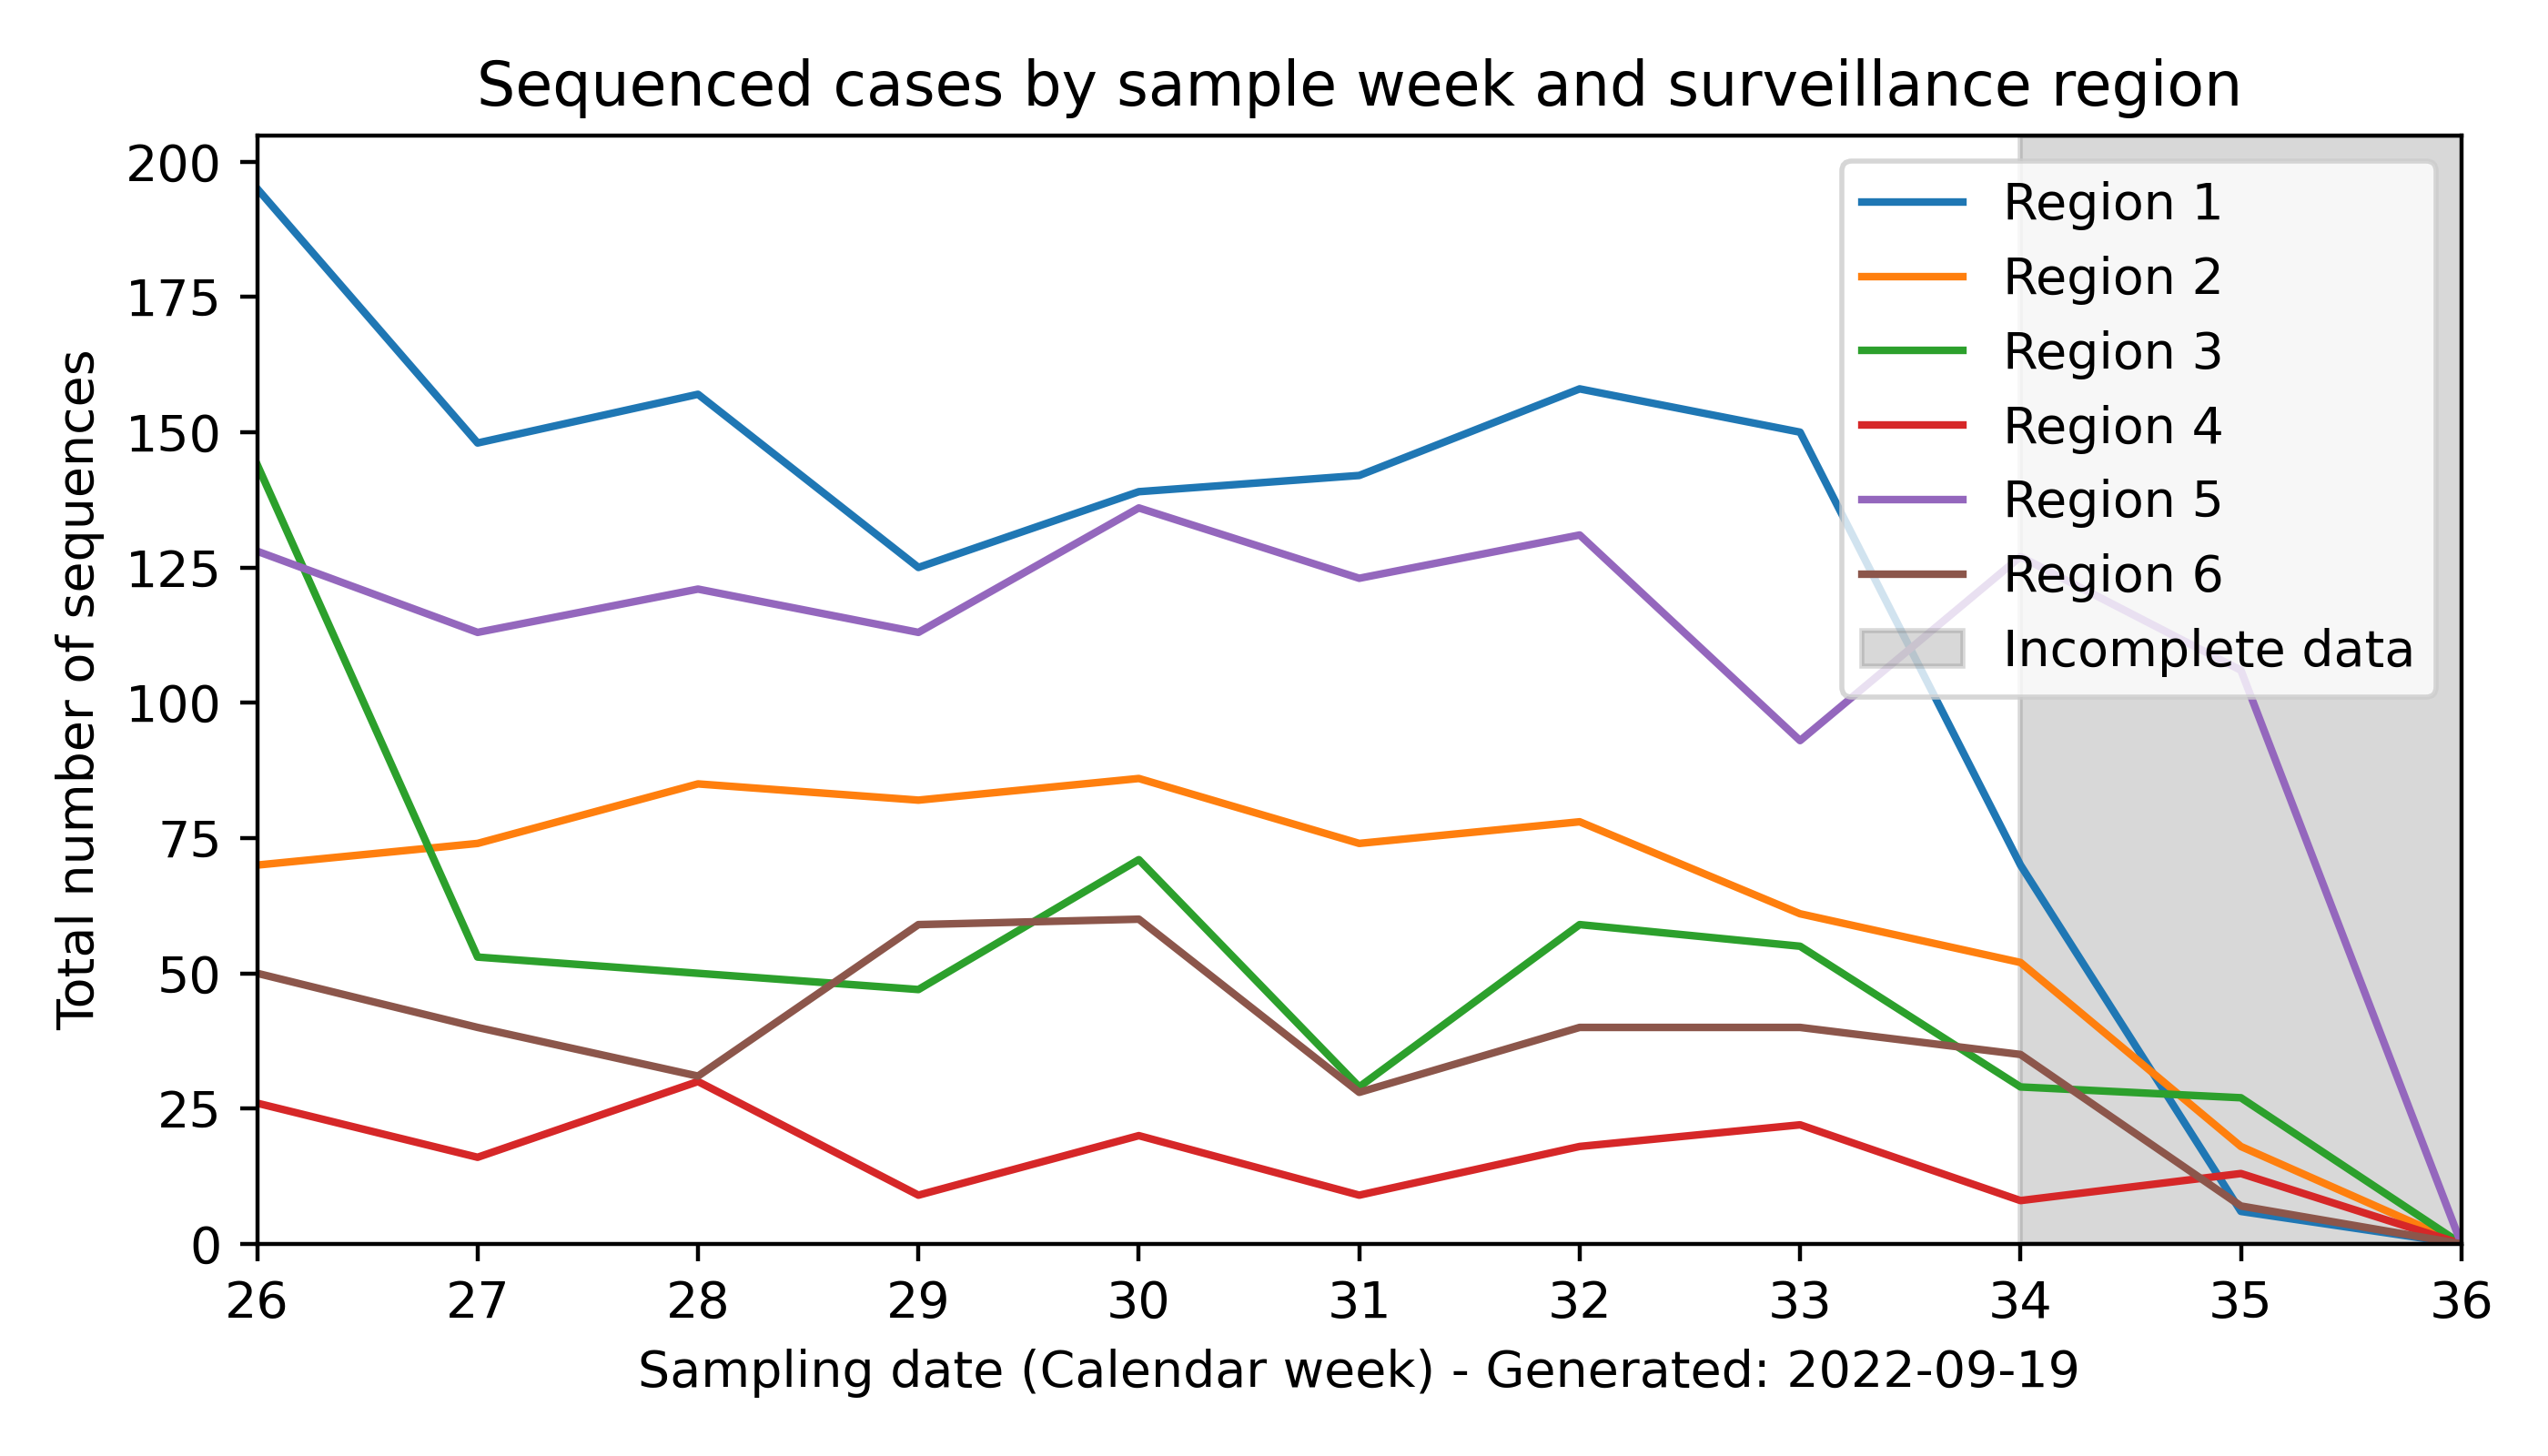 Sequenced cases by sample week and surveillance region
200
175
150
125
100
75
50
25
0
Total number of sequences
Region 1
Region 2
Region 3
Region 4
Region 5
Region 6
Incomplete data
26 27 28 29 30 31 32 33 34 35 36
Sampling date (Calendar week) - Generated: 2022-09-19